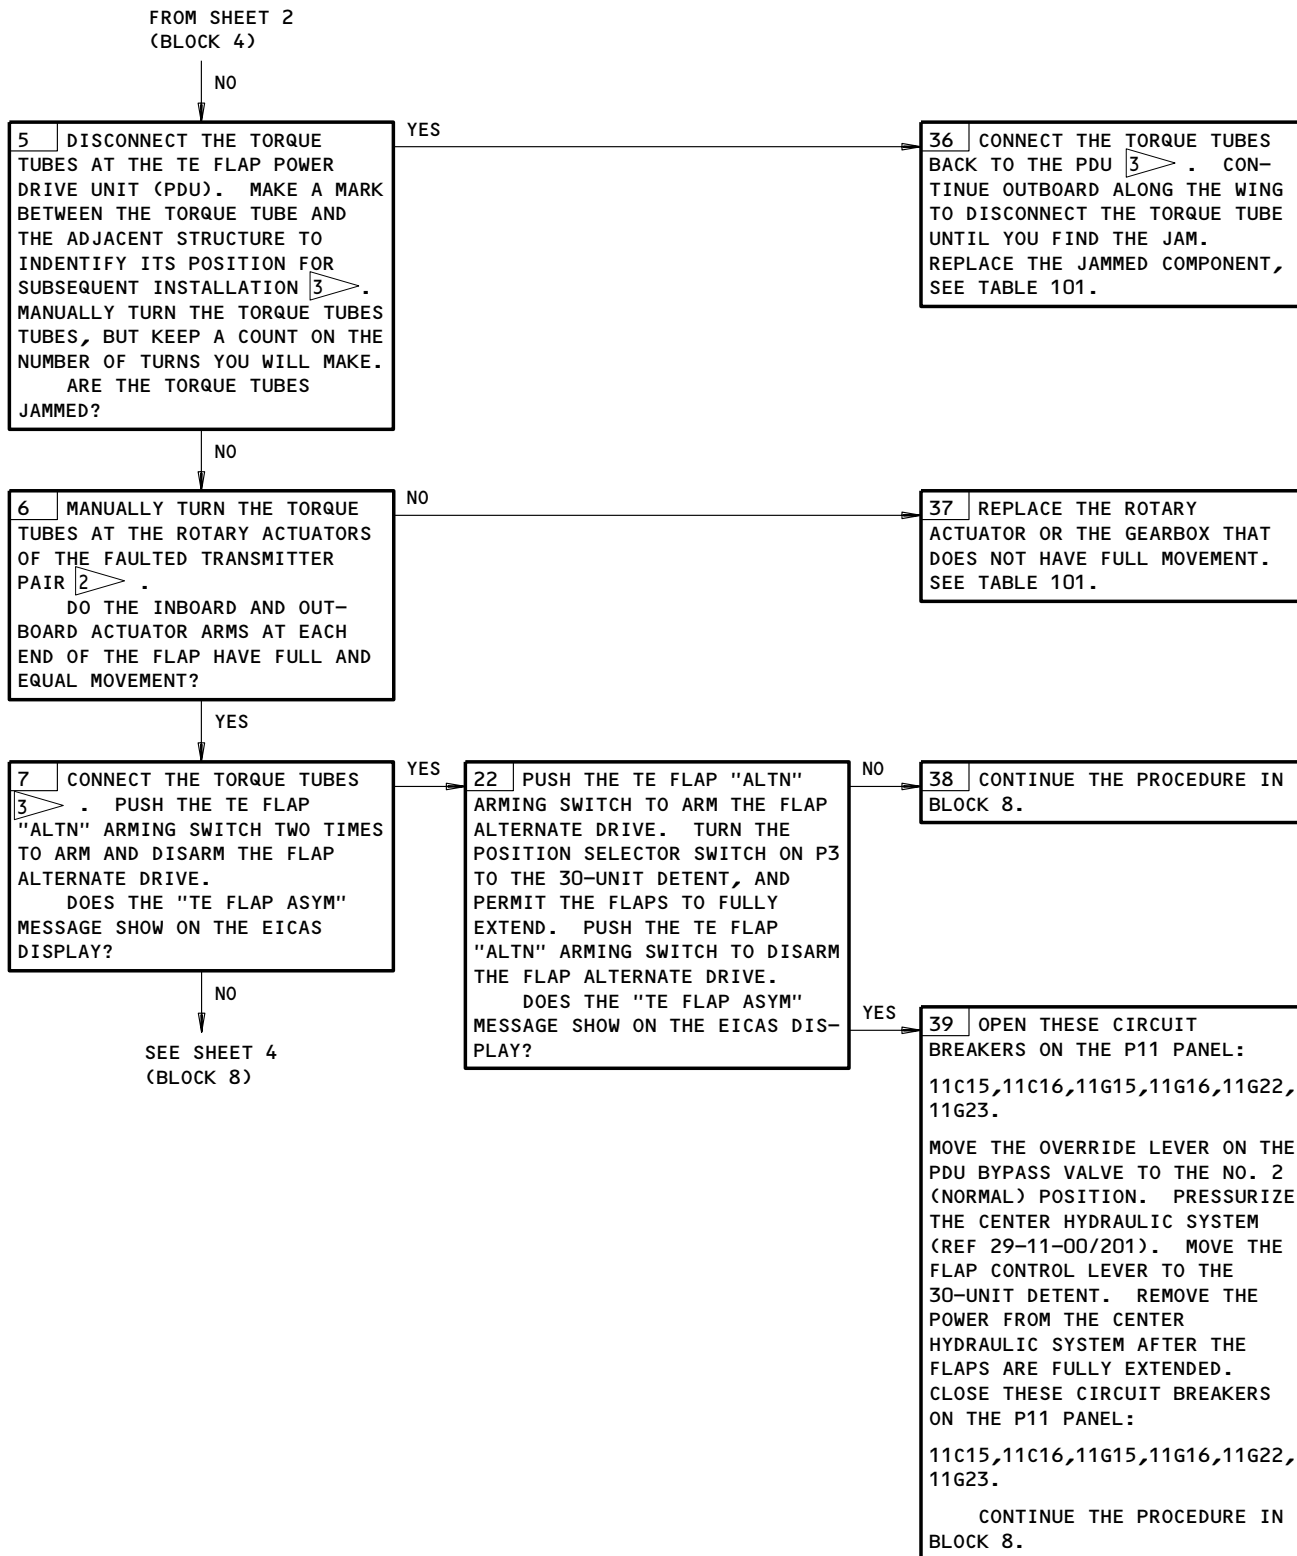 FROM SHEET 2
(BLOCK 4)
NO
5 DISCONNECT THE TORQUE
TUBES AT THE TE FLAP POWER
DRIVE UNIT (PDU). MAKE A MARK
BETWEEN THE TORQUE TUBE AND
THE ADJACENT STRUCTURE TO
INDENTIFY ITS POSITION FOR
SUBSEQUENT INSTALLATION 3 .
MANUALLY TURN THE TORQUE TUBES
TUBES, BUT KEEP A COUNT ON THE
NUMBER OF TURNS YOU WILL MAKE.
ARE THE TORQUE TUBES
JAMMED?
YES
36 CONNECT THE TORQUE TUBES
BACK TO THE PDU 3 . CON-
TINUE OUTBOARD ALONG THE WING
TO DISCONNECT THE TORQUE TUBE
UNTIL YOU FIND THE JAM.
REPLACE THE JAMMED COMPONENT,
SEE TABLE 101.
NO
6 MANUALLY TURN THE TORQUE
TUBES AT THE ROTARY ACTUATORS
OF THE FAULTED TRANSMITTER
PAIR 2 .
DO THE INBOARD AND OUT-
BOARD ACTUATOR ARMS AT EACH
END OF THE FLAP HAVE FULL AND
EQUAL MOVEMENT?
NO
37 REPLACE THE ROTARY
ACTUATOR OR THE GEARBOX THAT
DOES NOT HAVE FULL MOVEMENT.
SEE TABLE 101.
YES
7 CONNECT THE TORQUE TUBES
3 . PUSH THE TE FLAP
"ALTN" ARMING SWITCH TWO TIMES
TO ARM AND DISARM THE FLAP
ALTERNATE DRIVE.
DOES THE "TE FLAP ASYM"
MESSAGE SHOW ON THE EICAS
DISPLAY?
YES
22 PUSH THE TE FLAP "ALTN"
ARMING SWITCH TO ARM THE FLAP
ALTERNATE DRIVE. TURN THE
POSITION SELECTOR SWITCH ON P3
TO THE 30-UNIT DETENT, AND
PERMIT THE FLAPS TO FULLY
EXTEND. PUSH THE TE FLAP
"ALTN" ARMING SWITCH TO DISARM
THE FLAP ALTERNATE DRIVE.
DOES THE "TE FLAP ASYM"
MESSAGE SHOW ON THE EICAS DIS-
PLAY?
NO
38 CONTINUE THE PROCEDURE IN
BLOCK 8.
NO
SEE SHEET 4
(BLOCK 8)
YES
39 OPEN THESE CIRCUIT
BREAKERS ON THE P11 PANEL:
11C15,11C16,11G15,11G16,11G22,
11G23.
MOVE THE OVERRIDE LEVER ON THE
PDU BYPASS VALVE TO THE NO. 2
(NORMAL) POSITION. PRESSURIZE
THE CENTER HYDRAULIC SYSTEM
(REF 29-11-00/201). MOVE THE
FLAP CONTROL LEVER TO THE
30-UNIT DETENT. REMOVE THE
POWER FROM THE CENTER
HYDRAULIC SYSTEM AFTER THE
FLAPS ARE FULLY EXTENDED.
CLOSE THESE CIRCUIT BREAKERS
ON THE P11 PANEL:
11C15,11C16,11G15,11G16,11G22,
11G23.
CONTINUE THE PROCEDURE IN
BLOCK 8.